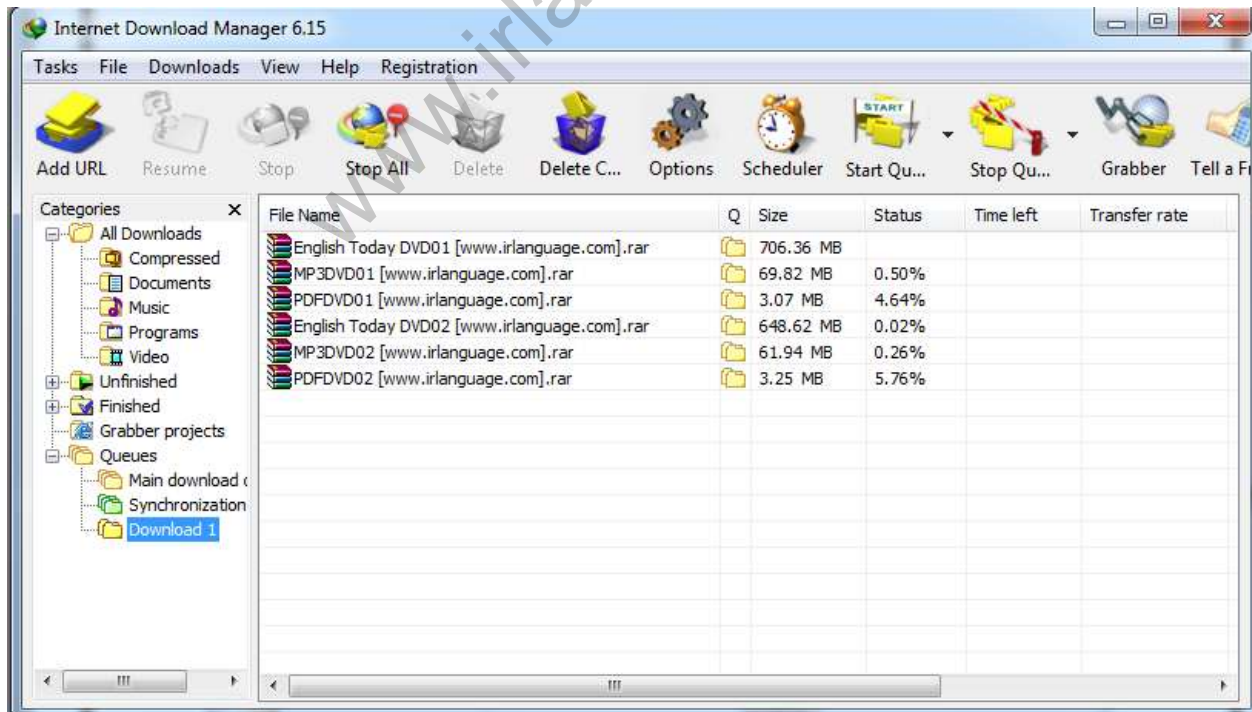 Internet Download Manager 6.15
Tasks File Downloads View Help Registration
START
Add URL Resume Stop Stop All Delete Delete C... Options Scheduler Start Qu... Stop Qu... Grabber Tell a F
Categories
All Downloads
Compressed
Documents
Music
Programs
Video
Unfinished
Finished
Grabber projects
Queues
Main download
Synchronization
Download 1
File Name Q Size Status Time left Transfer rate
English Today DVD01 [www.irlanguage.com].rar 706.36 MB
MP3DVD01 [www.irlanguage.com].rar 69.82 MB 0.50%
PDFDVD01 [www.irlanguage.com].rar 3.07 MB 4.64%
English Today DVD02 [www.irlanguage.com].rar 648.62 MB 0.02%
MP3DVD02 [www.irlanguage.com].rar 61.94 MB 0.26%
PDFDVD02 [www.irlanguage.com].rar 3.25 MB 5.76%
www.irla